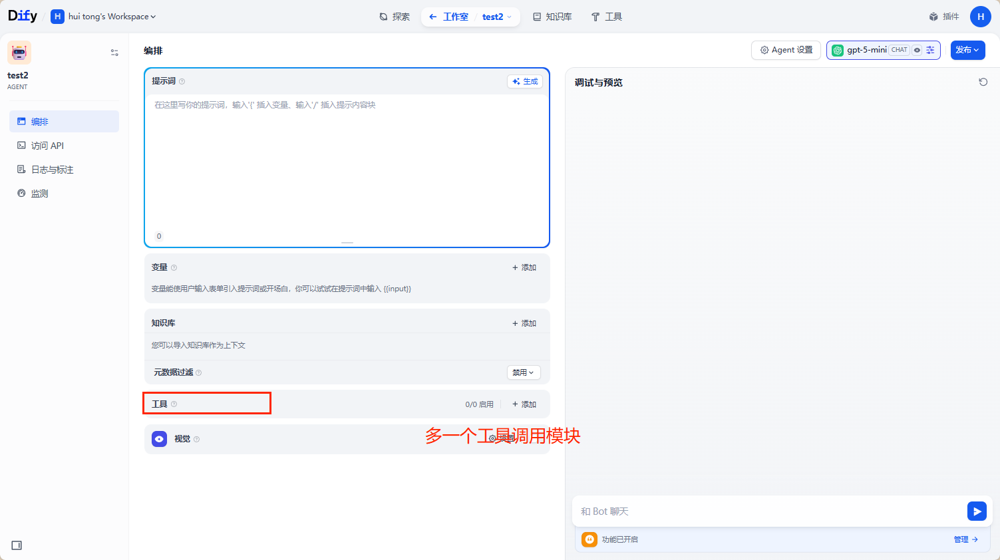 Dify / H hui tong's Workspace
探索
工作室 / test2
知识库
工具
插件
H
test2
AGENT
编排
访问 API
日志与标注
监测
编排
Agent 设置
gpt-5-mini CHAT
发布
提示词
生成
在这里写你的提示词，输入'{' 插入变量、输入'/' 插入提示内容块
0
变量
+ 添加
变量能使用户输入表单引入提示词或开场白，你可以试试在提示词中输入 {{input}}
知识库
+ 添加
您可以导入知识库作为上下文
元数据过滤
禁用
工具
0/0 启用
+ 添加
视觉
设置
多一个工具调用模块
调试与预览
和 Bot 聊天
功能已开启
管理 →